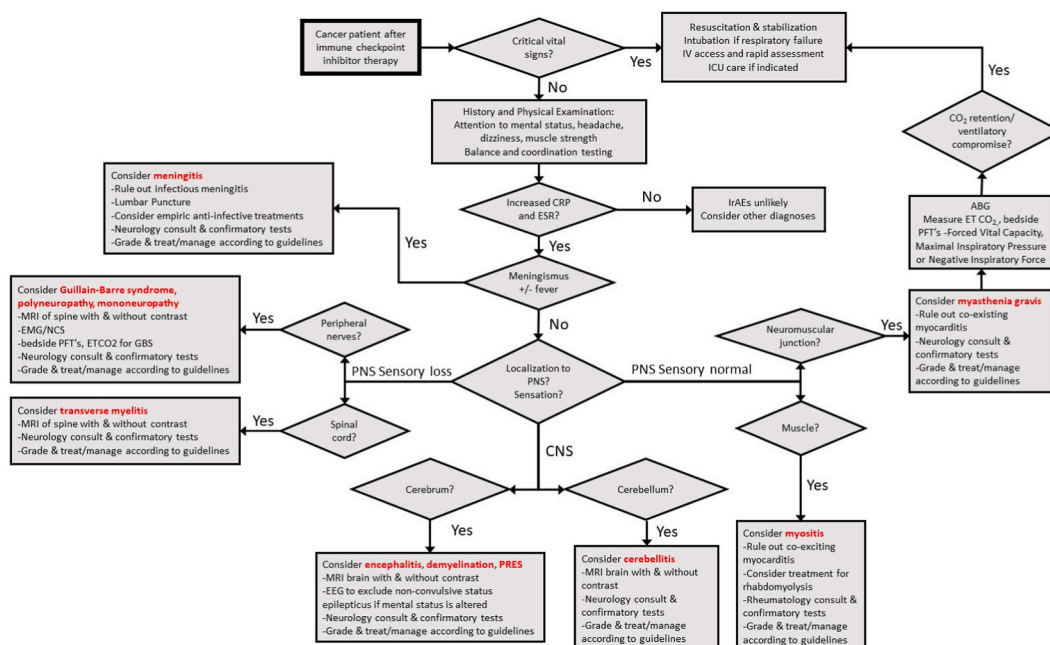 Cancer patient after
immune checkpoint
inhibitor therapy
Critical vital
signs?
Yes
Resuscitation & stabilization
Intubation if respiratory failure
IV access and rapid assessment
ICU care if indicated
No
Yes
History and Physical Examination:
Attention to mental status, headache,
dizziness, muscle strength
Balance and coordination testing
CO2 retention/
ventilatory
compromise?
Consider meningitis
-Rule out infectious meningitis
-Lumbar Puncture
-Consider empiric anti-infective treatments
-Neurology consult & confirmatory tests
-Grade & treat/manage according to guidelines
Increased CRP
and ESR?
No
IrAEs unlikely
Consider other diagnoses
ABG
Measure ET CO2,, bedside
PFT's -Forced Vital Capacity,
Maximal Inspiratory Pressure
or Negative Inspiratory Force
Yes
Yes
Meningismus
+/- fever
Consider Guillain-Barre syndrome,
polyneuropathy, mononeuropathy
-MRI of spine with & without contrast
-EMG/NCS
bedside PFT's, ETCO2 for GBS
-Neurology consult & confirmatory tests
-Grade & treat/manage according to guidelines
Yes
Peripheral
nerves?
No
Neuromuscular
junction?
Yes
Consider myasthenia gravis
-Rule out co-existing
myocarditis
-Neurology consult &
confirmatory tests
-Grade & treat/manage
according to guidelines
PNS Sensory loss
Localization to
PNS?
Sensation?
PNS Sensory normal
Consider transverse myelitis
-MRI of spine with & without contrast
-Neurology consult & confirmatory tests
-Grade & treat/manage according to guidelines
Yes
Spinal
cord?
Muscle?
CNS
Cerebrum?
Cerebellum?
Yes
Yes
Yes
Consider encephalitis, demyelination, PRES
-MRI brain with & without contrast
-EEG to exclude non-convulsive status
epilepticus if mental status is altered
-Neurology consult & confirmatory tests
-Grade & treat/manage according to guidelines
Consider cerebellitis
-MRI brain with & without
contrast
-Neurology consult &
confirmatory tests
-Grade & treat/manage
according to guidelines
Consider myositis
-Rule out co-exciting
myocarditis
-Consider treatment for
rhabdomyolysis
-Rheumatology consult &
confirmatory tests
-Grade & treat/manage
according to guidelines